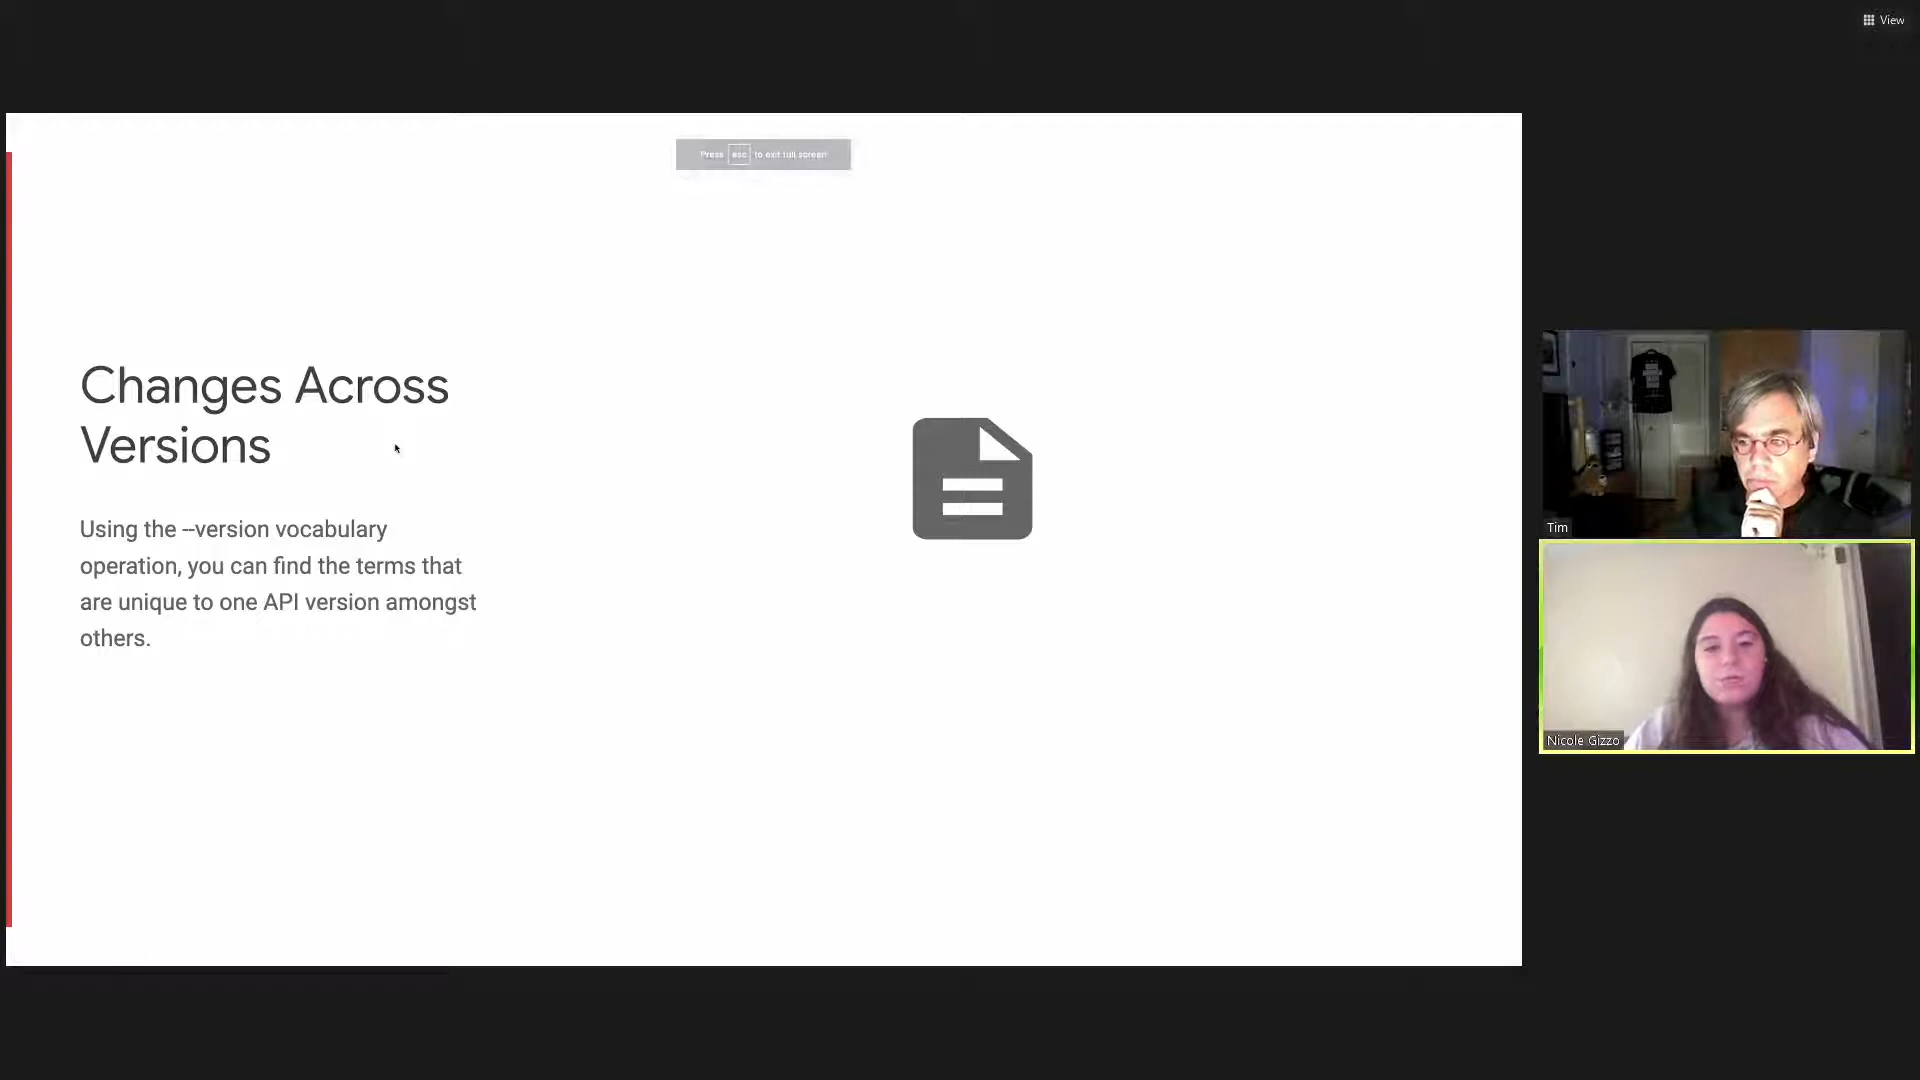 View
Press esc to exit full screen
Changes Across
Versions
Using the --version vocabulary
operation, you can find the terms that
are unique to one API version amongst
others.
Tim
Nicole Gizzo